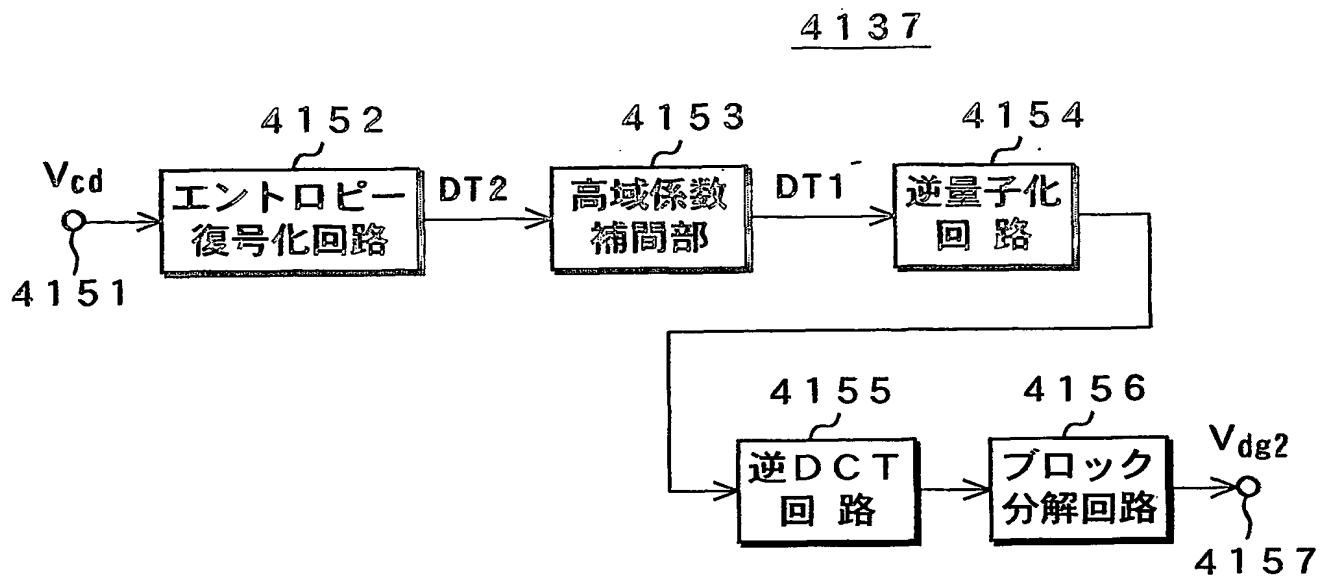 ４１３７
４１５２
４１５３
４１５４
Vcd
エントロピー
復号化回路
DT2
高域係数
補間部
DT1
逆量子化
回 路
４１５１
４１５５
４１５６
逆ＤＣＴ
回 路
ブロック
分解回路
Vdg2
４１５７